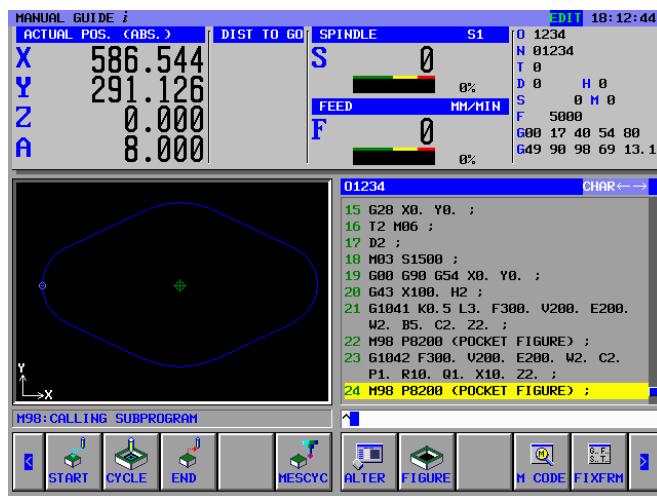 MANUAL GUIDE i
EDIT 18:12:44
ACTUAL POS. (ABS.)
X 586.544
Y 291.126
Z 0.000
A 8.000
DIST TO GO
SPINDLE S1
S 0
0%
FEED MM/MIN
F 0
0%
O 1234
N 01234
T 0
D 0 H 0
S 0 M 0
F 5000
G00 17 40 54 80
G49 90 98 69 13.1
Y
X
O1234 CHAR←→
15 G28 X0. Y0. ;
16 T2 M06 ;
17 D2 ;
18 M03 S1500 ;
19 G00 G90 G54 X0. Y0. ;
20 G43 X100. H2 ;
21 G1041 K0.5 L3. F300. V200. E200.
W2. B5. C2. Z2. ;
22 M98 P8200 (POCKET FIGURE) ;
23 G1042 F300. V200. E200. W2. C2.
P1. R10. Q1. X10. Z2. ;
24 M98 P8200 (POCKET FIGURE) ;
M98:CALLING SUBPROGRAM
^
<
START
CYCLE
END
MESCYC
ALTER
FIGURE
M CODE
G.. F..
S.. T..
FIXFRM
>